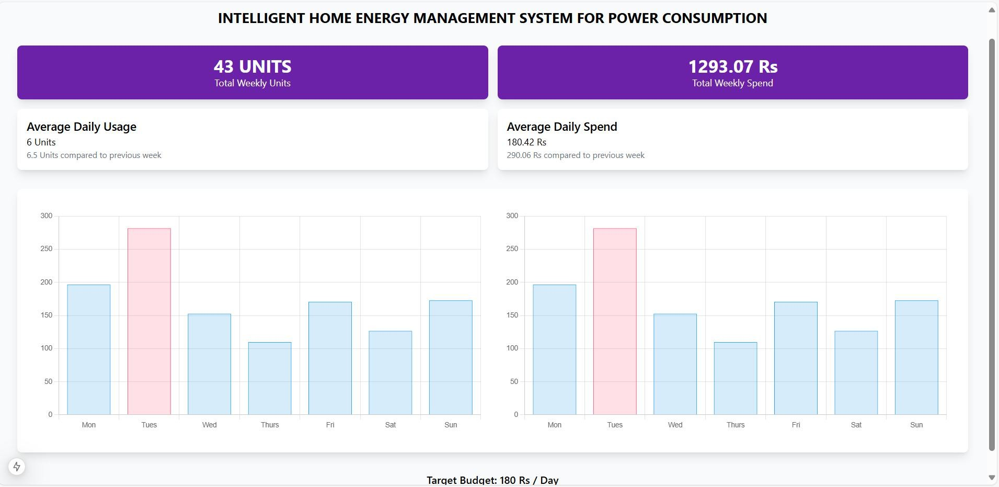 INTELLIGENT HOME ENERGY MANAGEMENT SYSTEM FOR POWER CONSUMPTION
43 UNITS
Total Weekly Units
1293.07 Rs
Total Weekly Spend
Average Daily Usage
6 Units
6.5 Units compared to previous week
Average Daily Spend
180.42 Rs
290.06 Rs compared to previous week
300
250
200
150
100
50
0
Mon Tues Wed Thurs Fri Sat Sun
300
250
200
150
100
50
0
Mon Tues Wed Thurs Fri Sat Sun
Target Budget: 180 Rs / Day